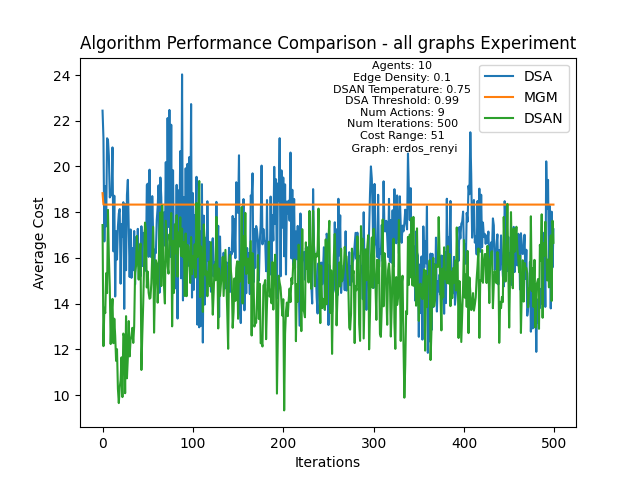 Algorithm Performance Comparison - all graphs Experiment
Agents: 10
Edge Density: 0.1
DSAN Temperature: 0.75
DSA Threshold: 0.99
Num Actions: 9
Num Iterations: 500
Cost Range: 51
Graph: erdos_renyi
DSA
MGM
DSAN
24
22
20
18
16
14
12
10
Average Cost
0 100 200 300 400 500
Iterations